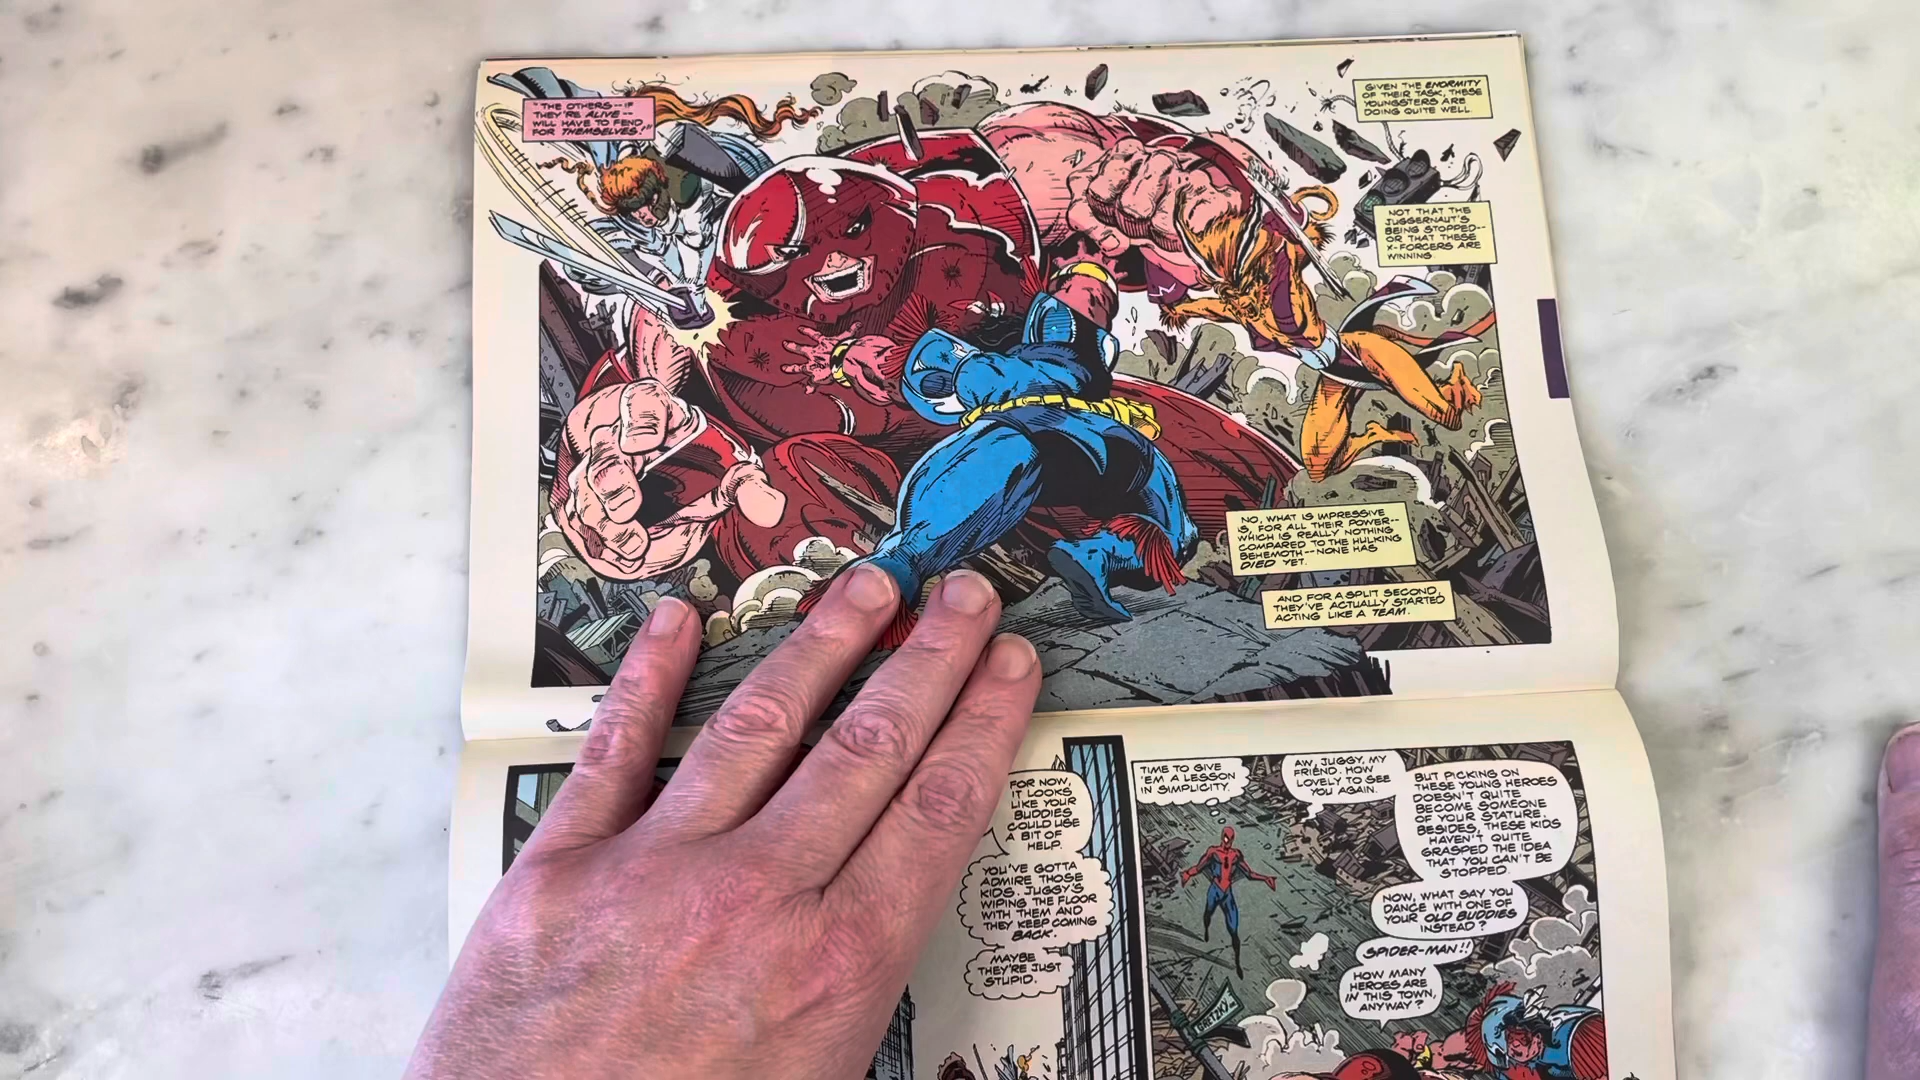 "THE OTHERS--IF
THEY'RE ALIVE--
WILL HAVE TO FEND
FOR THEMSELVES!"
GIVEN THE ENORMITY
OF THEIR TASK, THESE
YOUNGSTERS ARE
DOING QUITE WELL.
NOT THAT THE
JUGGERNAUT'S
BEING STOPPED--
OR THAT THESE
X-FORCERS ARE
WINNING.
NO, WHAT IS IMPRESSIVE
IS, FOR ALL THEIR POWER--
WHICH IS REALLY NOTHING
COMPARED TO THE HULKING
BEHEMOTH--NONE HAS
DIED YET.
AND FOR A SPLIT SECOND,
THEY'VE ACTUALLY STARTED
ACTING LIKE A TEAM.
FOR NOW,
IT LOOKS
LIKE YOUR
BUDDIES
COULD USE
A BIT OF
HELP.
YOU'VE GOTTA
ADMIRE THOSE
KIDS. JUGGY'S
WIPING THE FLOOR
WITH THEM AND
THEY KEEP COMING
BACK.
MAYBE
THEY'RE JUST
STUPID.
TIME TO GIVE
'EM A LESSON
IN SIMPLICITY.
AW, JUGGY, MY
FRIEND. HOW
LOVELY TO SEE
YOU AGAIN.
BUT PICKING ON
THESE YOUNG HEROES
DOESN'T QUITE
BECOME SOMEONE
OF YOUR STATURE.
BESIDES, THESE KIDS
HAVEN'T QUITE
GRASPED THE IDEA
THAT YOU CAN'T BE
STOPPED.
NOW, WHAT SAY YOU
DANCE WITH ONE OF
YOUR OLD BUDDIES
INSTEAD?
SPIDER-MAN!!
HOW MANY
HEROES ARE
IN THIS TOWN,
ANYWAY?
GRETZKY